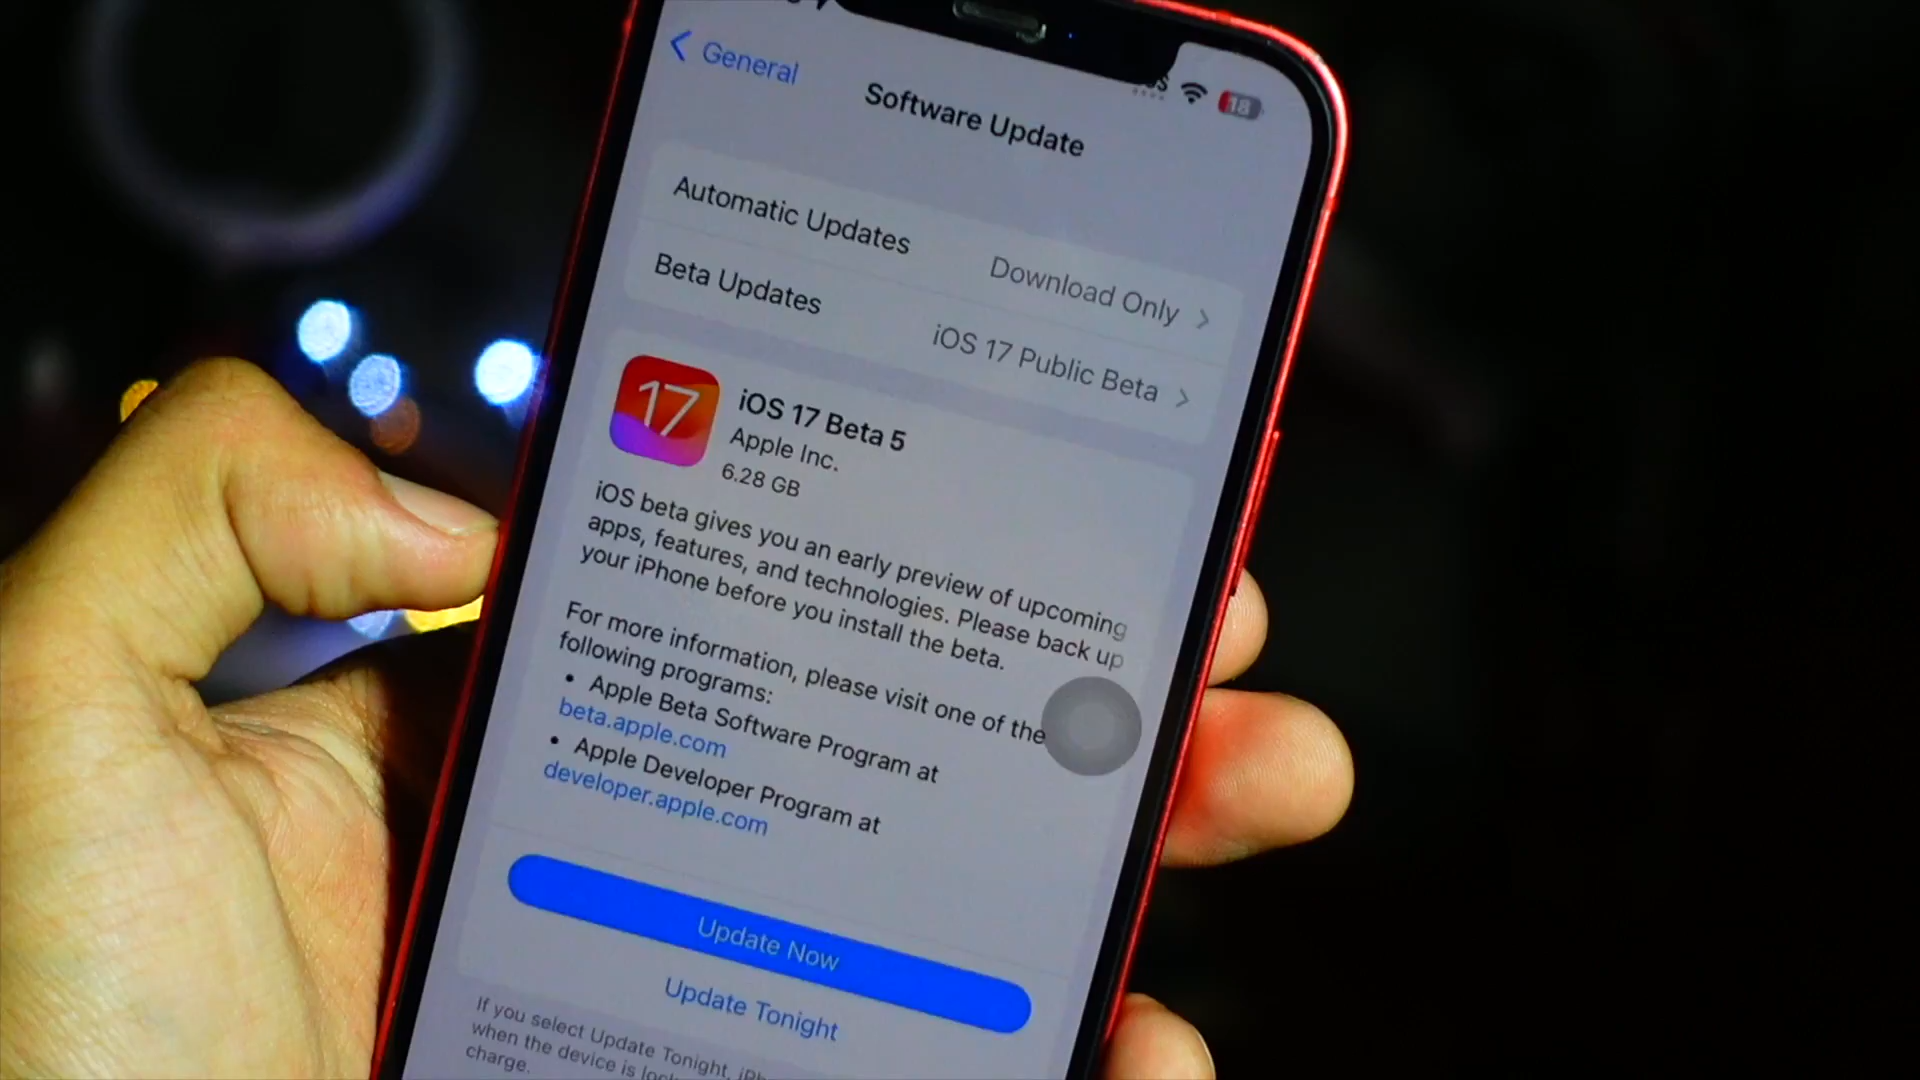 General
Software Update
18
Automatic Updates
Download Only
Beta Updates
iOS 17 Public Beta
17
iOS 17 Beta 5
Apple Inc.
6.28 GB
iOS beta gives you an early preview of upcoming
apps, features, and technologies. Please back up
your iPhone before you install the beta.
For more information, please visit one of the
following programs:
• Apple Beta Software Program at
beta.apple.com
• Apple Developer Program at
developer.apple.com
Update Now
Update Tonight
If you select Update Tonight,
when the device is
charge.